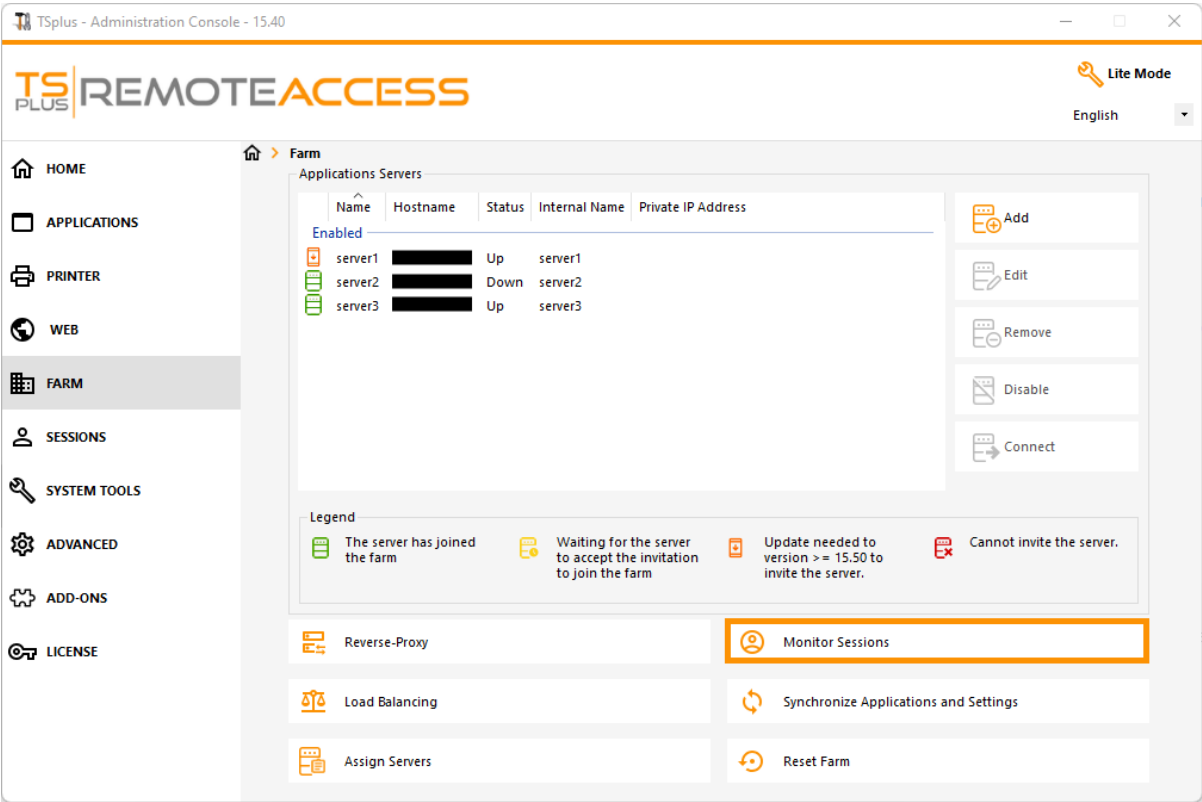 TSplus - Administration Console - 15.40
TS PLUS REMOTEACCESS
Lite Mode
English
HOME
APPLICATIONS
PRINTER
WEB
FARM
SESSIONS
SYSTEM TOOLS
ADVANCED
ADD-ONS
LICENSE
Farm
Applications Servers
Name Hostname Status Internal Name Private IP Address
Enabled
server1 Up server1
server2 Down server2
server3 Up server3
Add
Edit
Remove
Disable
Connect
Legend
The server has joined
the farm
Waiting for the server
to accept the invitation
to join the farm
Update needed to
version >= 15.50 to
invite the server.
Cannot invite the server.
Reverse-Proxy
Monitor Sessions
Load Balancing
Synchronize Applications and Settings
Assign Servers
Reset Farm